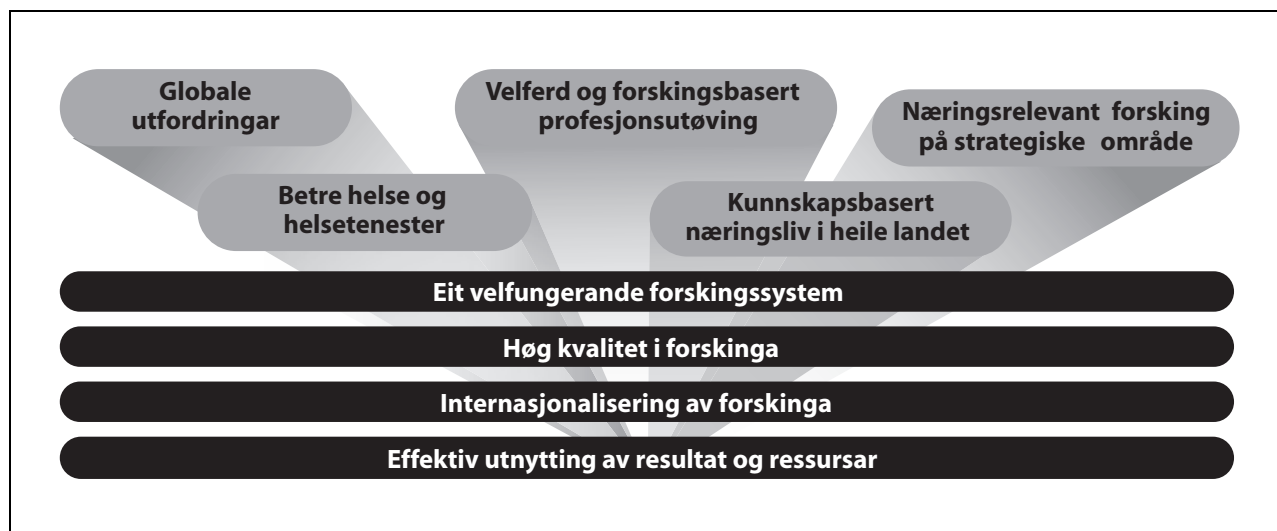 Globale
utfordringar
Velferd og forskingsbasert
profesjonsutøving
Næringsrelevant forsking
på strategiske område
Betre helse og
helsetenester
Kunnskapsbasert
næringsliv i heile landet
Eit velfungerande forskingssystem
Høg kvalitet i forskinga
Internasjonalisering av forskinga
Effektiv utnytting av resultat og ressursar